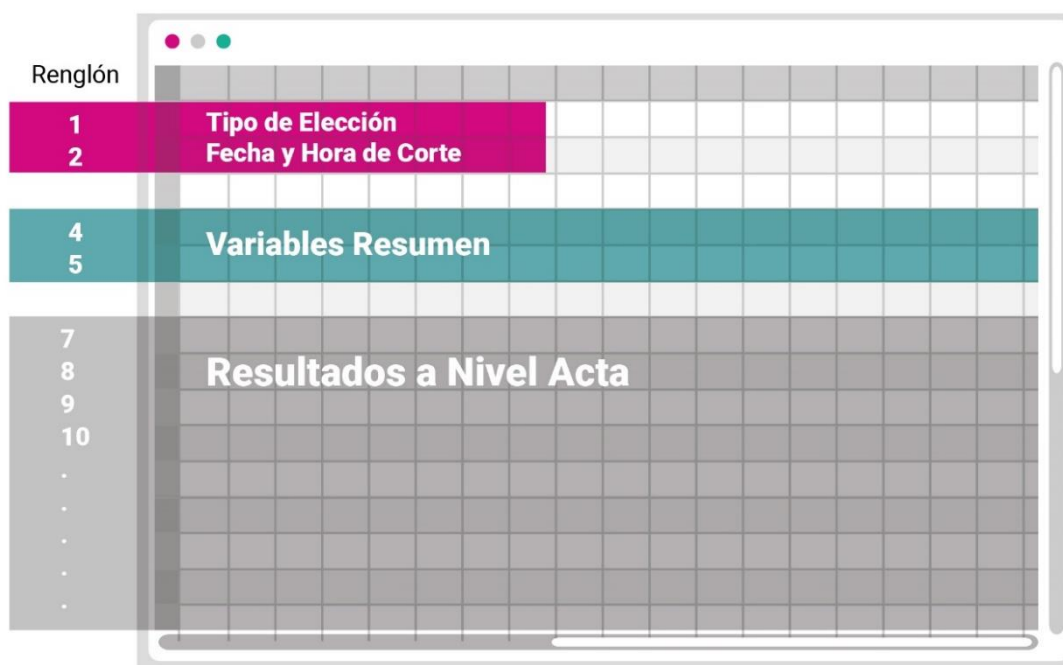 Renglón
1 Tipo de Elección
2 Fecha y Hora de Corte
4
Variables Resumen
5
7
8 Resultados a Nivel Acta
9
10
.
.
.
.
.